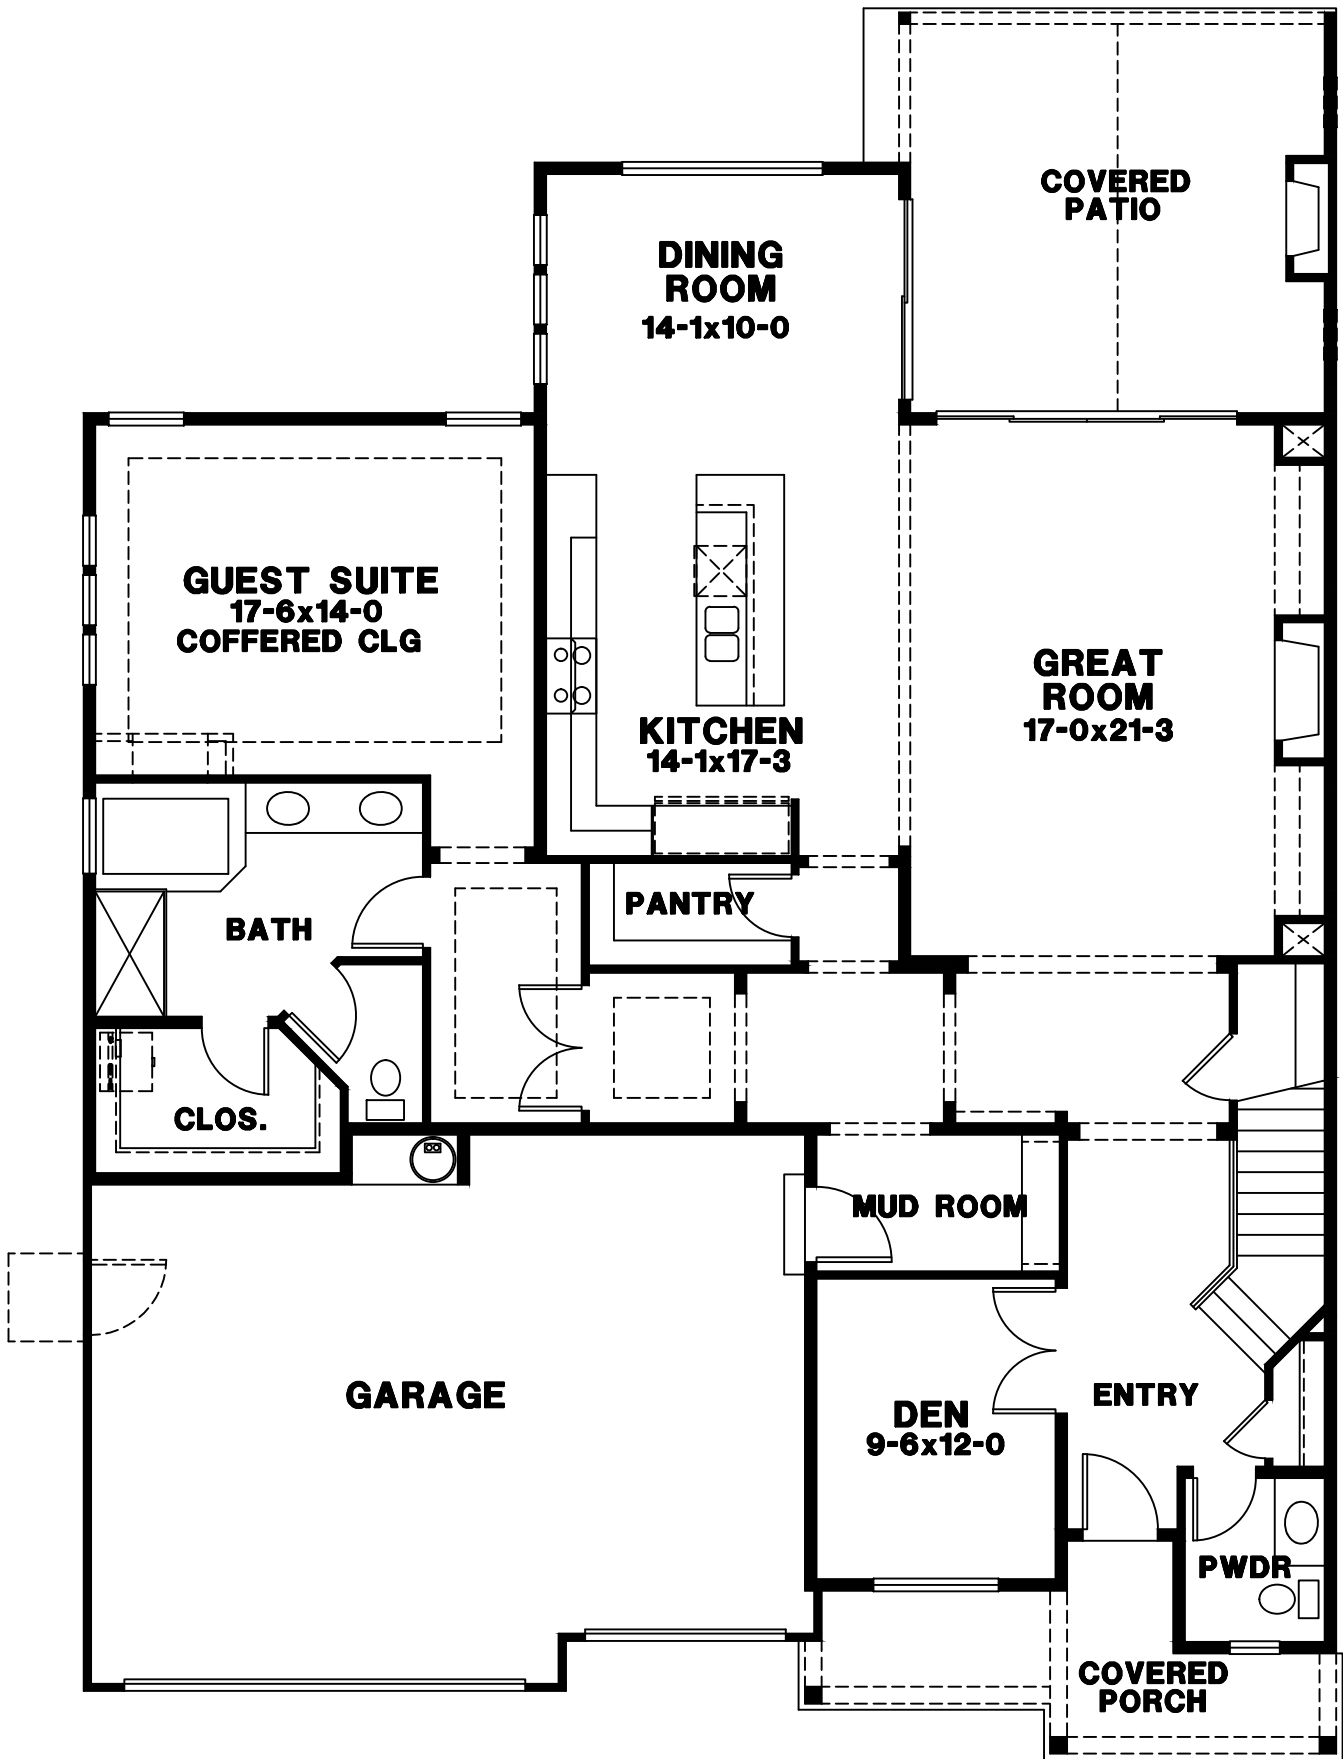 COVERED
PATIO
DINING
ROOM
14-1x10-0
GUEST SUITE
17-6x14-0
COFFERED CLG
GREAT
ROOM
17-0x21-3
KITCHEN
14-1x17-3
PANTRY
BATH
CLOS.
MUD ROOM
GARAGE
DEN
9-6x12-0
ENTRY
PWDR
COVERED
PORCH